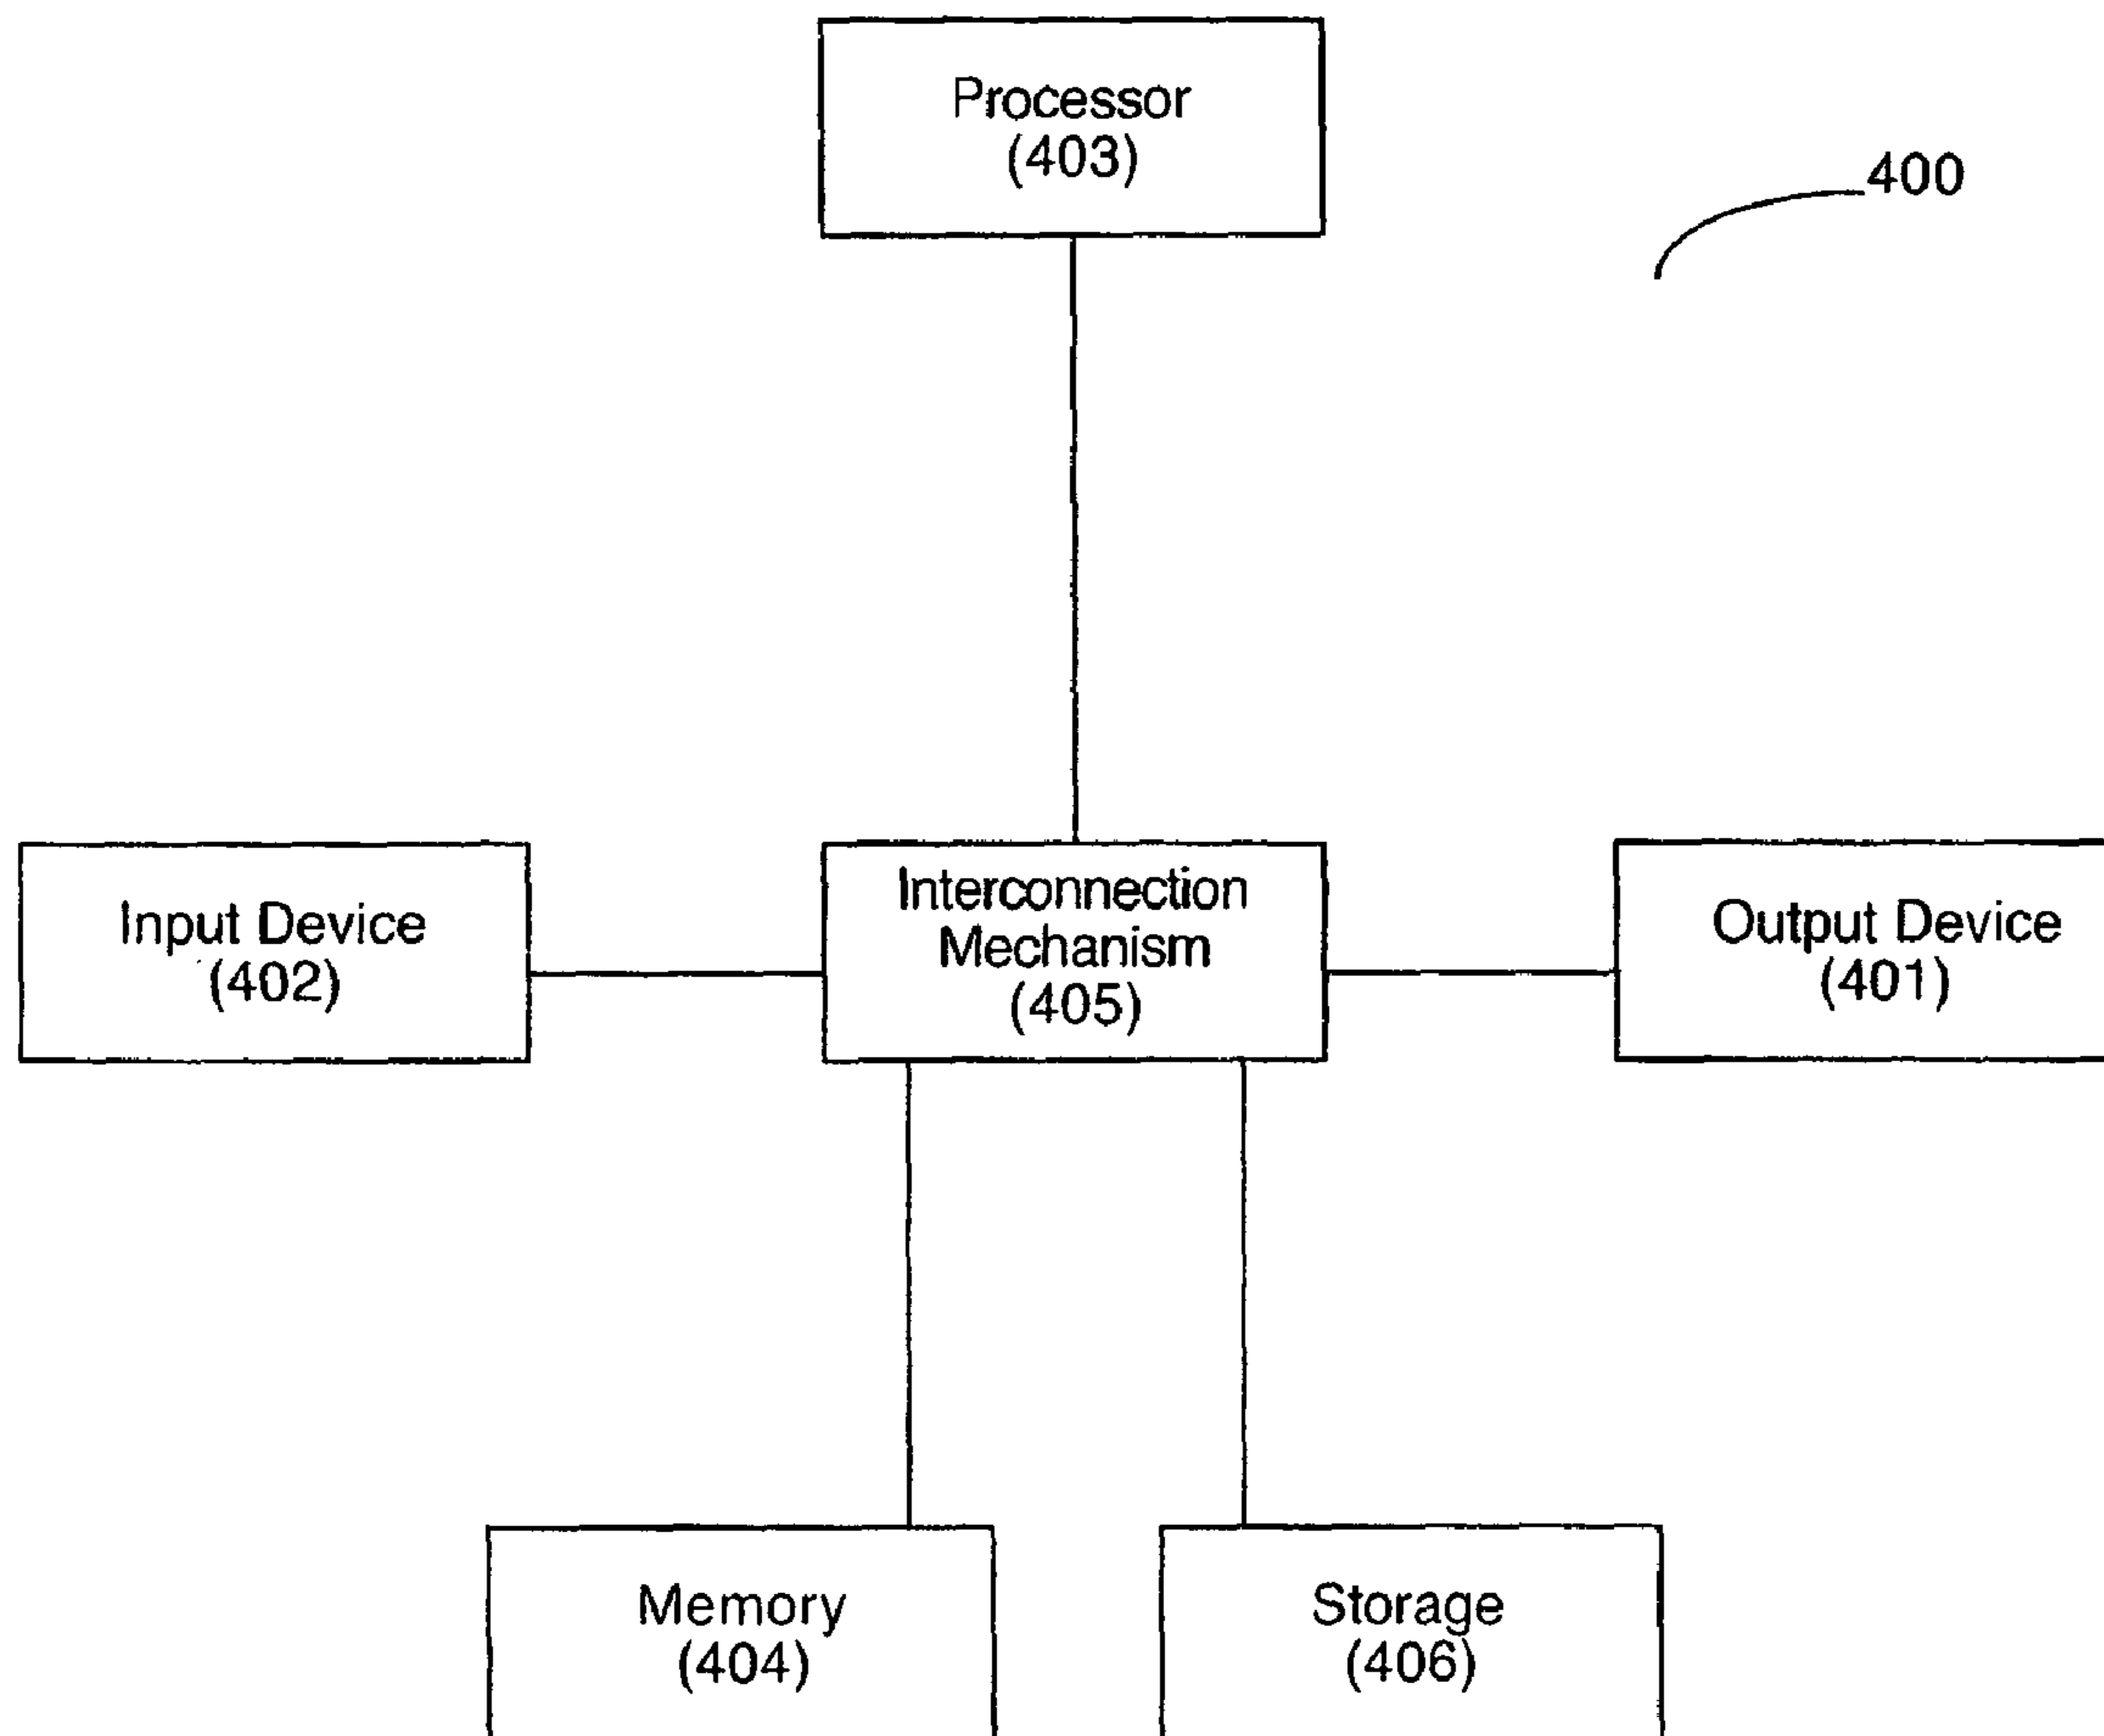 Processor
(403)
400
Input Device
(402)
Interconnection
Mechanism
(405)
Output Device
(401)
Memory
(404)
Storage
(406)